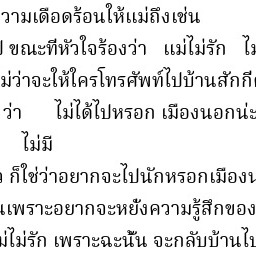 วามเดือดร้อนให้แม่ถึงเช่น
ขณะที่หัวใจร้องว่า แม่ไม่รัก
ม่ว่าจะให้ใครโทรศัพท์ไปบ้านสักกี่
ว่า ไม่ได้ไปหรอก เมืองนอกน่ะ
ไม่มี
ก็ใช่ว่าอยากจะไปนักหรอกเมืองน
นเพราะอยากจะหยั่งความรู้สึกของ
ม่ไม่รัก เพราะฉะนั้น จะกลับบ้านไป